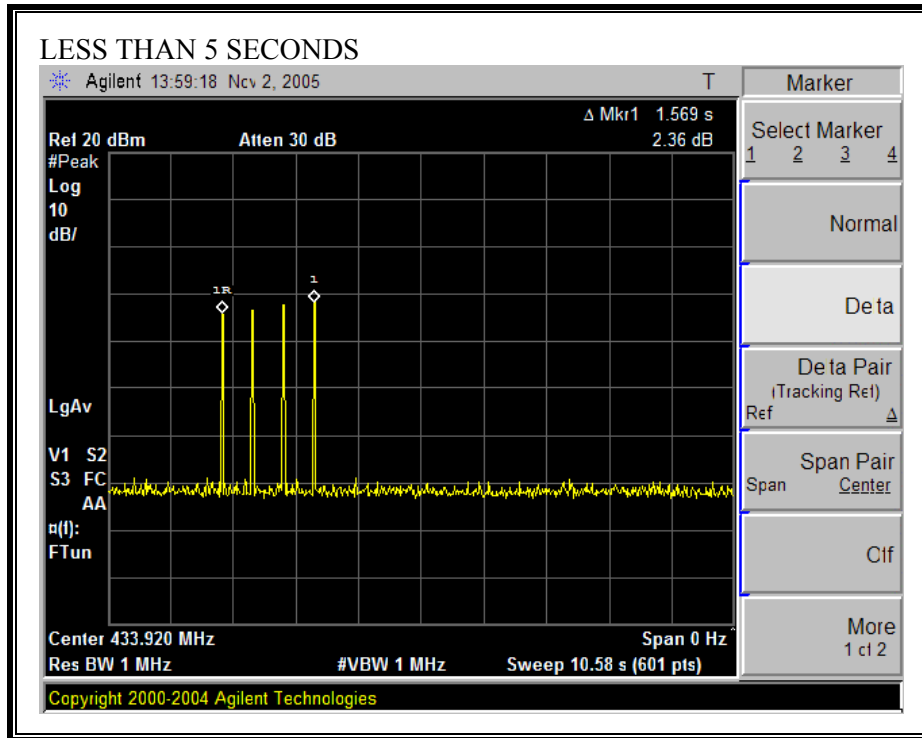 LESS THAN 5 SECONDS
Agilent 13:59:18 Nov 2, 2005 T
Marker
Δ Mkr1 1.569 s
Ref 20 dBm Atten 30 dB 2.36 dB
#Peak
Log
10
dB/
1R
1
LgAv
V1 S2
S3 FC
AA
¤(f):
FTun
Center 433.920 MHz Span 0 Hz^
Res BW 1 MHz #VBW 1 MHz Sweep 10.58 s (601 pts)
Copyright 2000-2004 Agilent Technologies
Select Marker
1 2 3 4
Normal
Delta
Delta Pair
(Tracking Ref)
Ref Δ
Span Pair
Span Center
Off
More
1 of 2